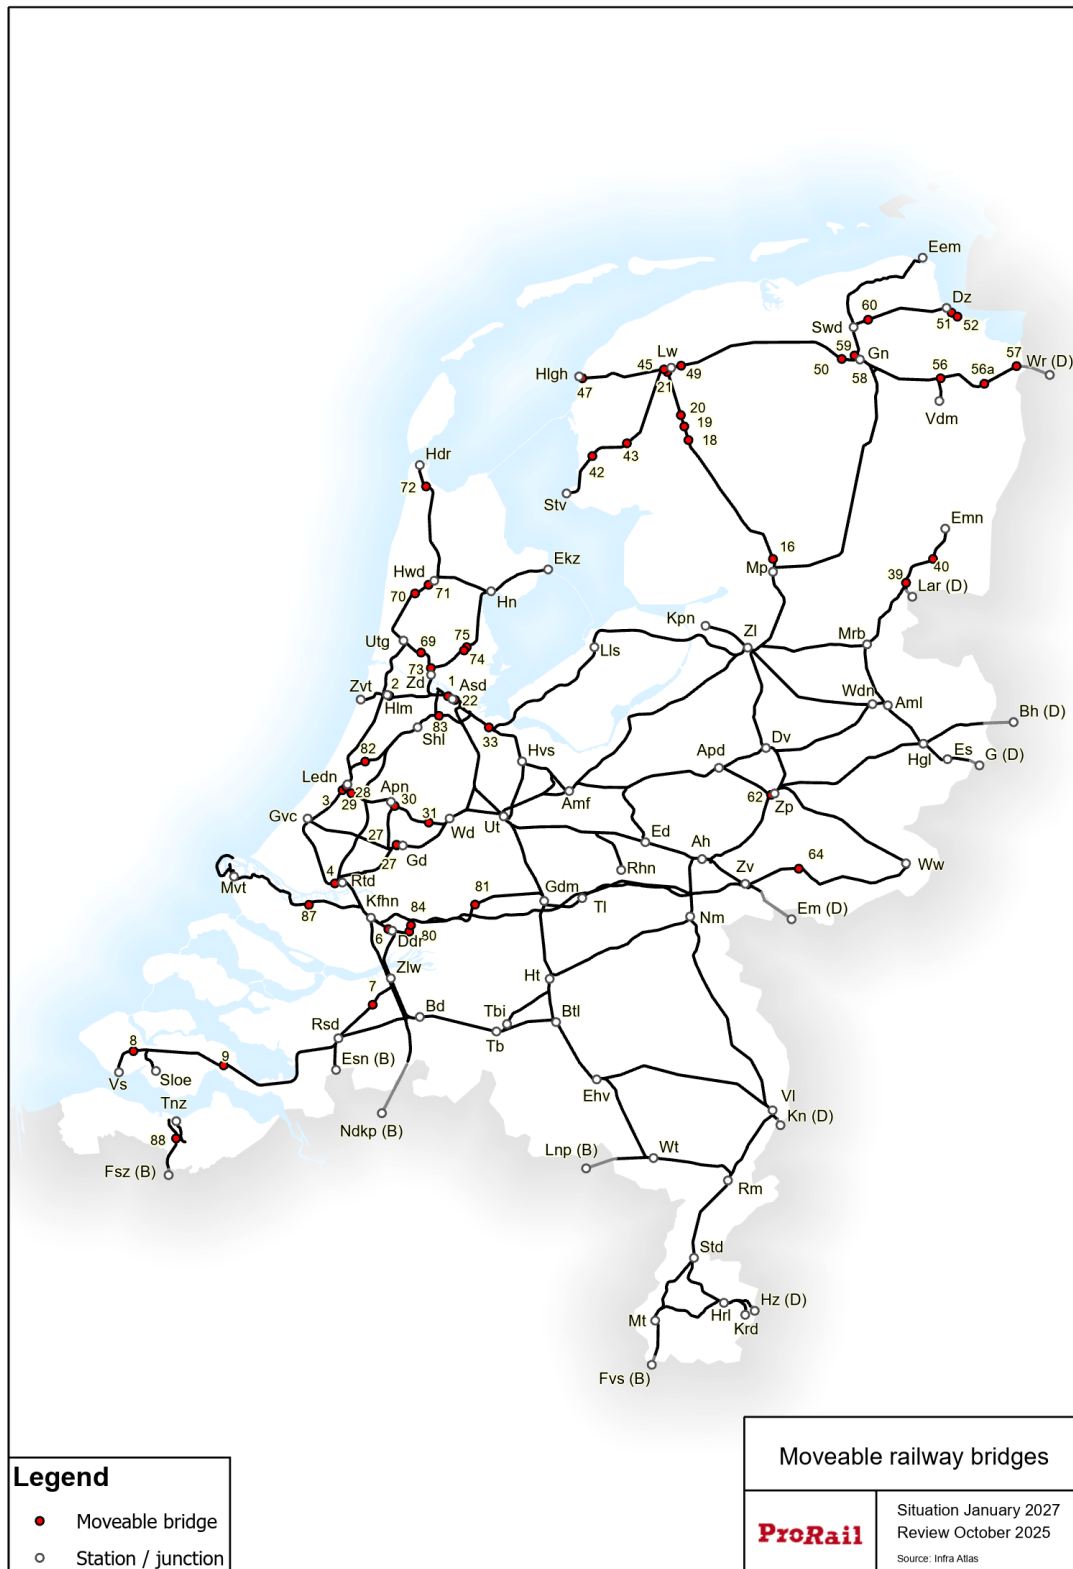 Eem
Dz
60
51
52
Swd
59
Gn
57
Lw
45
49
50
58
56
56a
Wr (D)
Hlgh
47
21
Vdm
20
19
18
43
42
Hdr
72
Stv
Emn
16
Ekz
40
Mp
39
Hwd
Lar (D)
71
70
Hn
Kpn
75
Utg
69
Lls
Zl
Mrb
74
73
Zd
1
Zvt
2
Asd
Wdn
22
Aml
Hlm
Bh (D)
83
Shl
33
Hvs
Dv
82
Apd
Hgl
Es
G (D)
Ledn
28
Apn
3
29
30
62
Amf
Zp
Gvc
31
Wd
Ut
27
Ed
Gd
Ah
27
64
Rhn
Zv
Ww
4
Rtd
Mvt
81
Gdm
Kfhn
84
Tl
87
Em (D)
Nm
6
Ddr
80
Zlw
Ht
7
Bd
Tbi
Btl
Rsd
Tb
8
9
Esn (B)
Vs
Sloe
Ehv
Tnz
Vl
Kn (D)
Ndkp (B)
88
Lnp (B)
Wt
Fsz (B)
Rm
Std
Hz (D)
Mt
Hrl
Krd
Fvs (B)
Moveable railway bridges
Legend
Moveable bridge
Station / junction
ProRail
Situation January 2027
Review October 2025
Source: Infra Atlas